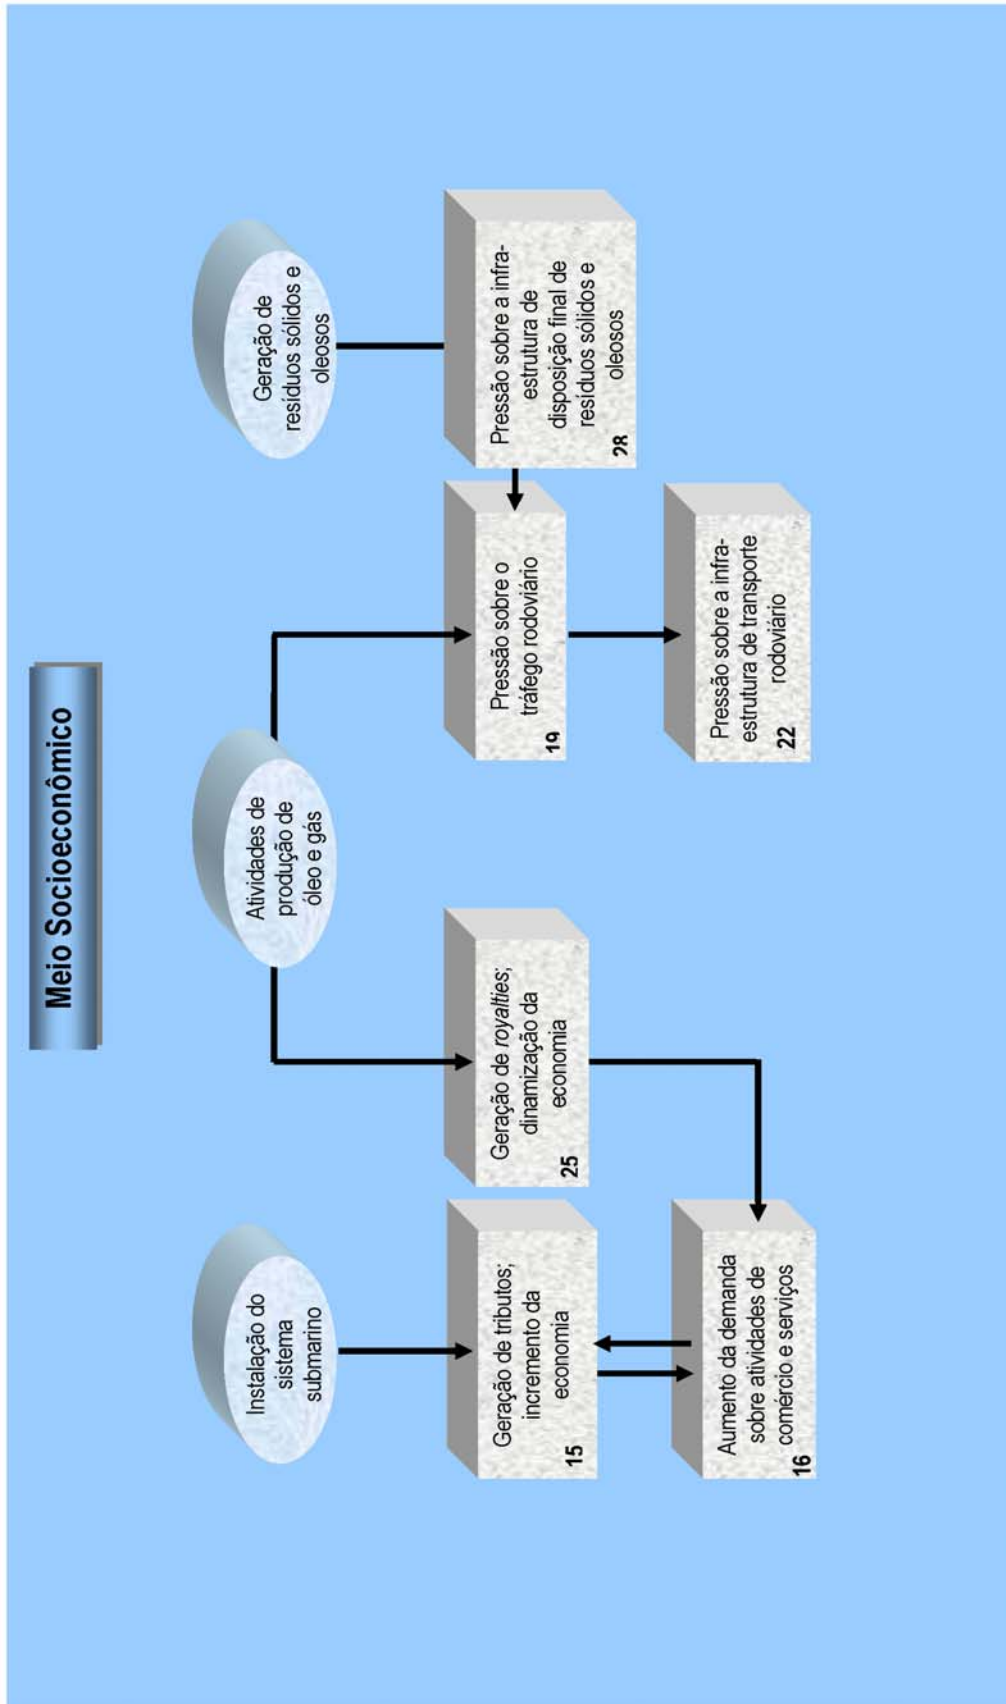 Meio Socioeconômico
Instalação do
sistema
submarino
Atividades de
produção de
óleo e gás
Geração de
resíduos sólidos e
oleosos
Geração de tributos;
incremento da
economia
15
Geração de royalties;
dinamização da
economia
25
Pressão sobre o
tráfego rodoviário
19
Pressão sobre a infra-
estrutura de
disposição final de
resíduos sólidos e
oleosos
28
Aumento da demanda
sobre atividades de
comércio e serviços
16
Pressão sobre a infra-
estrutura de transporte
rodoviário
22